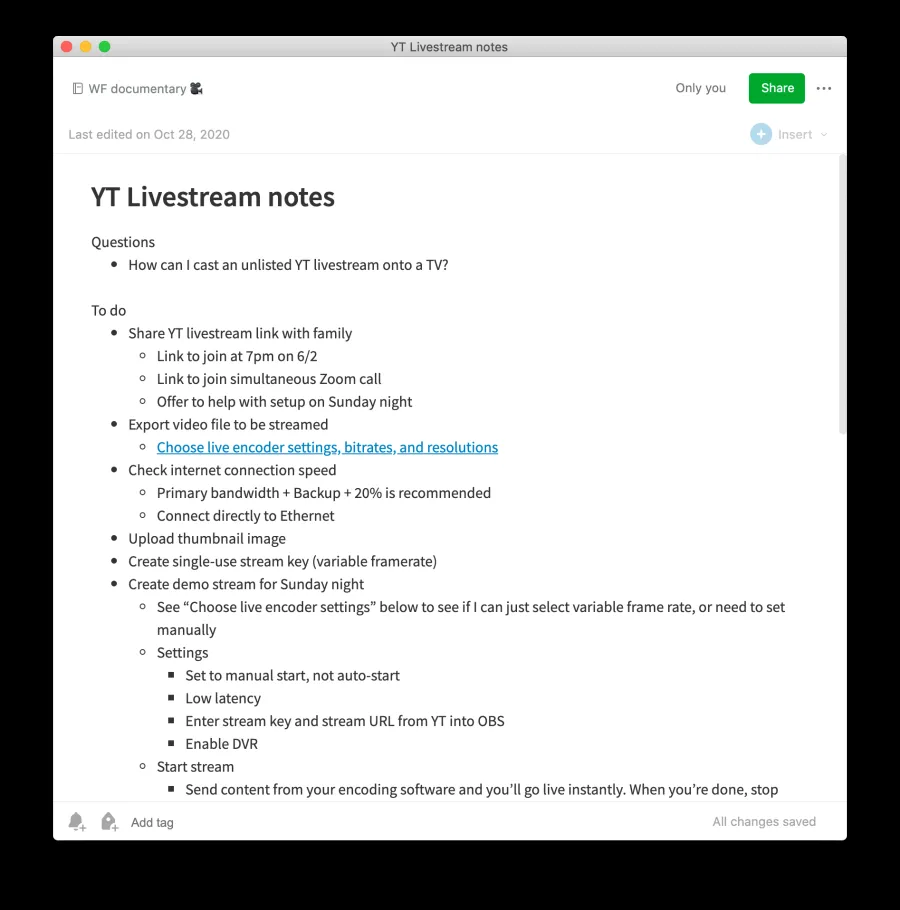 YT Livestream notes
WF documentary 🎥
Only you
Share
Last edited on Oct 28, 2020
Insert
YT Livestream notes
Questions
How can I cast an unlisted YT livestream onto a TV?
To do
Share YT livestream link with family
Link to join at 7pm on 6/2
Link to join simultaneous Zoom call
Offer to help with setup on Sunday night
Export video file to be streamed
Choose live encoder settings, bitrates, and resolutions
Check internet connection speed
Primary bandwidth + Backup + 20% is recommended
Connect directly to Ethernet
Upload thumbnail image
Create single-use stream key (variable framerate)
Create demo stream for Sunday night
See “Choose live encoder settings” below to see if I can just select variable frame rate, or need to set
manually
Settings
Set to manual start, not auto-start
Low latency
Enter stream key and stream URL from YT into OBS
Enable DVR
Start stream
Send content from your encoding software and you’ll go live instantly. When you’re done, stop
Add tag
All changes saved